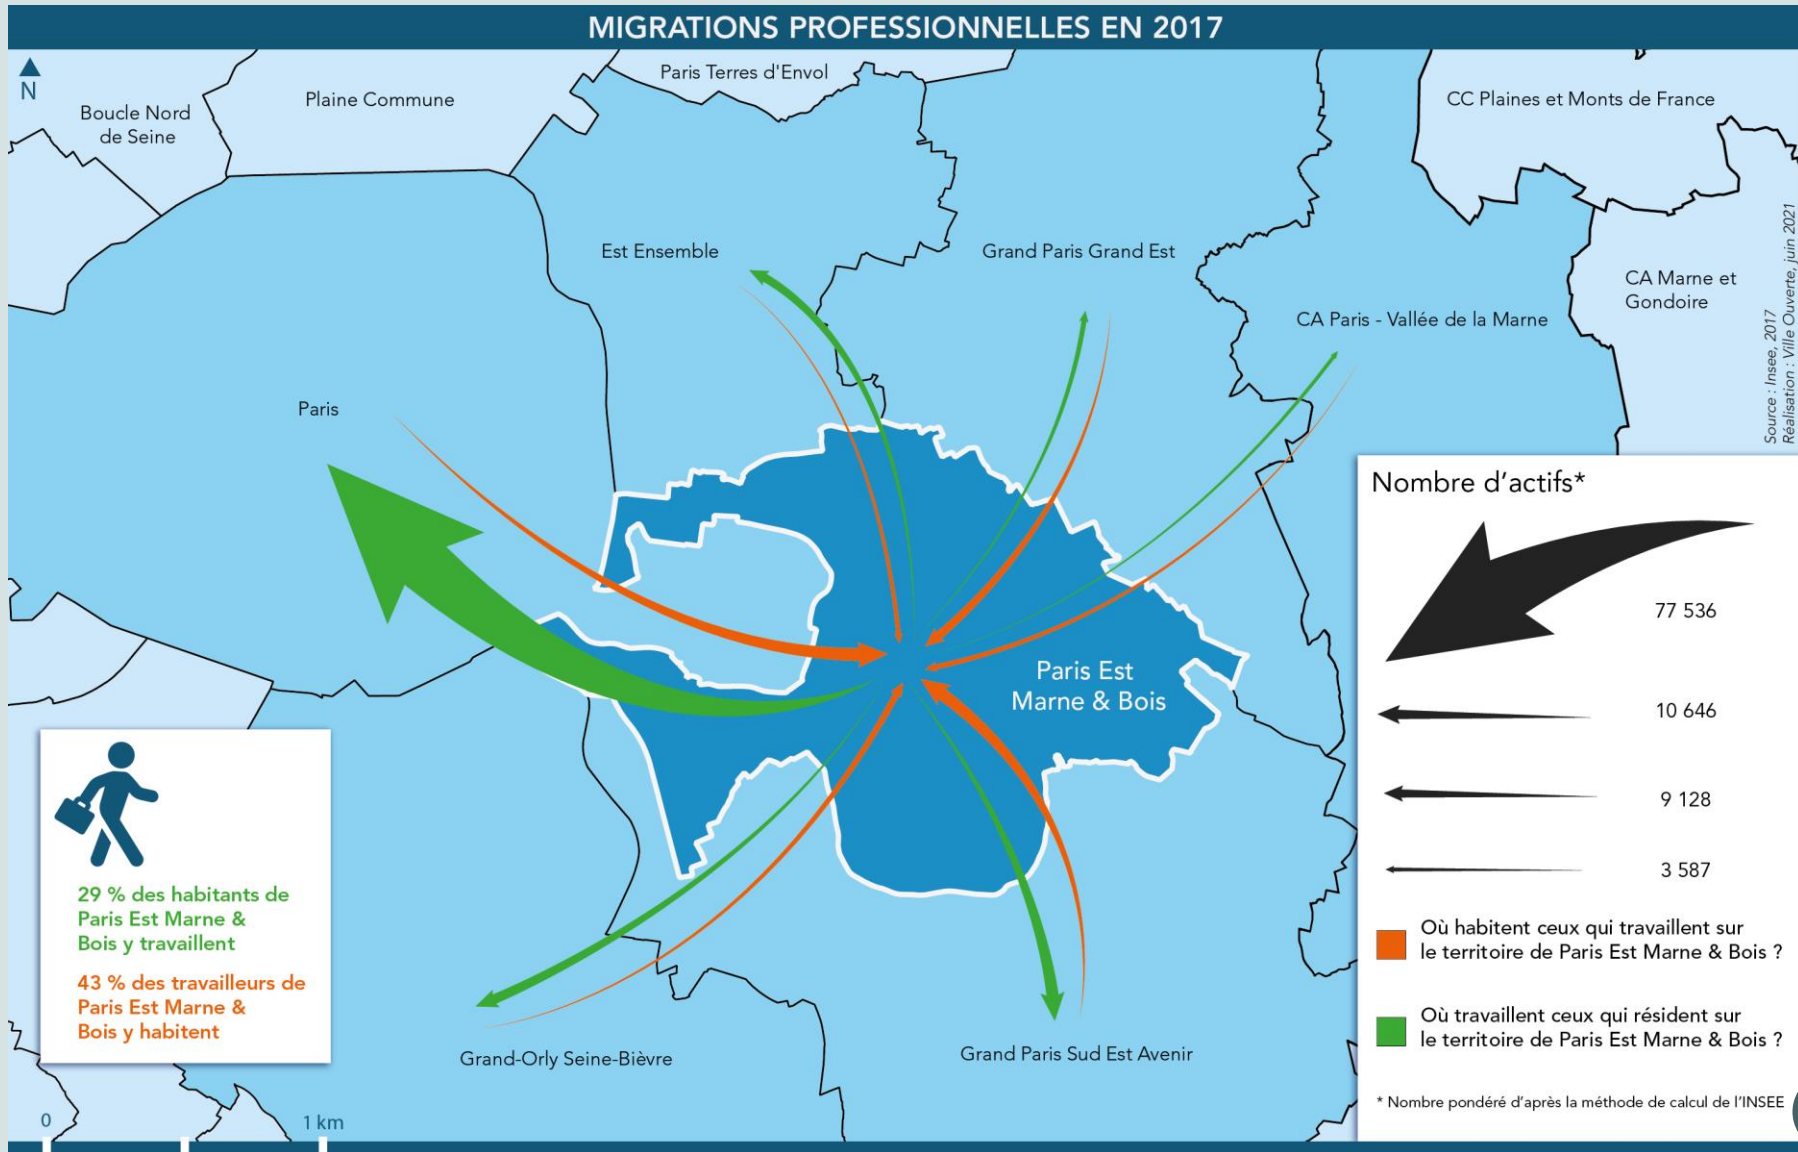 MIGRATIONS PROFESSIONNELLES EN 2017
N
Boucle Nord
de Seine
Plaine Commune
Paris Terres d'Envol
CC Plaines et Monts de France
Est Ensemble
Grand Paris Grand Est
CA Paris - Vallée de la Marne
CA Marne et
Gondoire
Source : Insee, 2017
Réalisation : Ville Ouverte, juin 2021
Paris
Paris Est
Marne & Bois
Grand-Orly Seine-Bièvre
Grand Paris Sud Est Avenir
29 % des habitants de
Paris Est Marne &
Bois y travaillent
43 % des travailleurs de
Paris Est Marne &
Bois y habitent
0
1 km
Nombre d'actifs*
77 536
10 646
9 128
3 587
Où habitent ceux qui travaillent sur
le territoire de Paris Est Marne & Bois ?
Où travaillent ceux qui résident sur
le territoire de Paris Est Marne & Bois ?
* Nombre pondéré d'après la méthode de calcul de l'INSEE